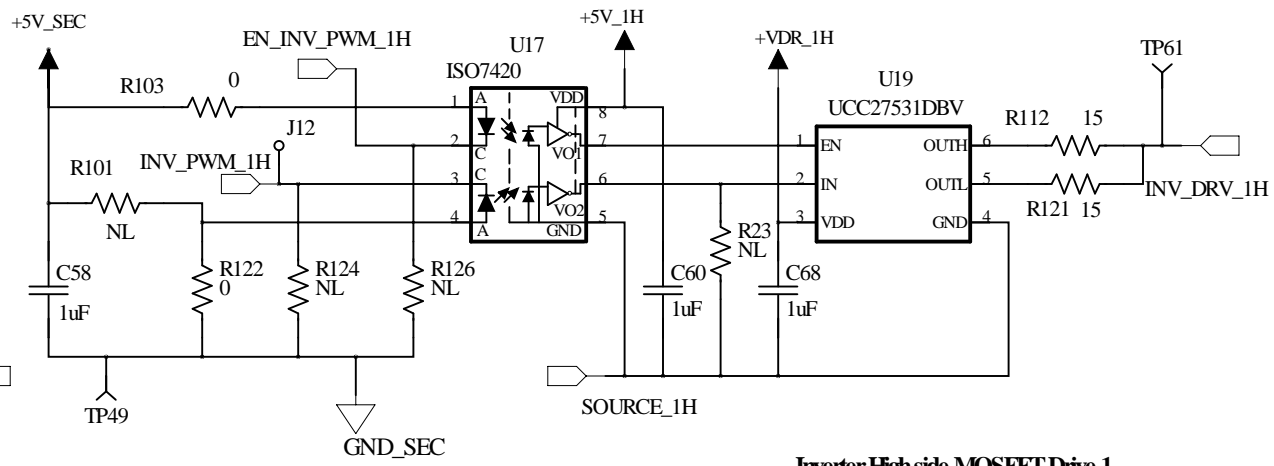 +5V_SEC
EN_INV_PWM_1H
+5V_1H
U17
ISO7420
+VDR_1H
TP61
U19
UCC27531DBV
R103
0
1
A
VDD
8
R112
15
J12
2
C
VO1
7
1
EN
OUTH
6
INV_PWM_1H
R101
NL
3
C
6
2
IN
OUTL
5
INV_DRV_1H
4
A
VO2
GND
5
3
VDD
GND
4
R121
15
R23
NL
C58
1uF
R122
0
R124
NL
R126
NL
C60
1uF
C68
1uF
TP49
GND_SEC
SOURCE_1H
Inverter High side MOSFET Drive 1